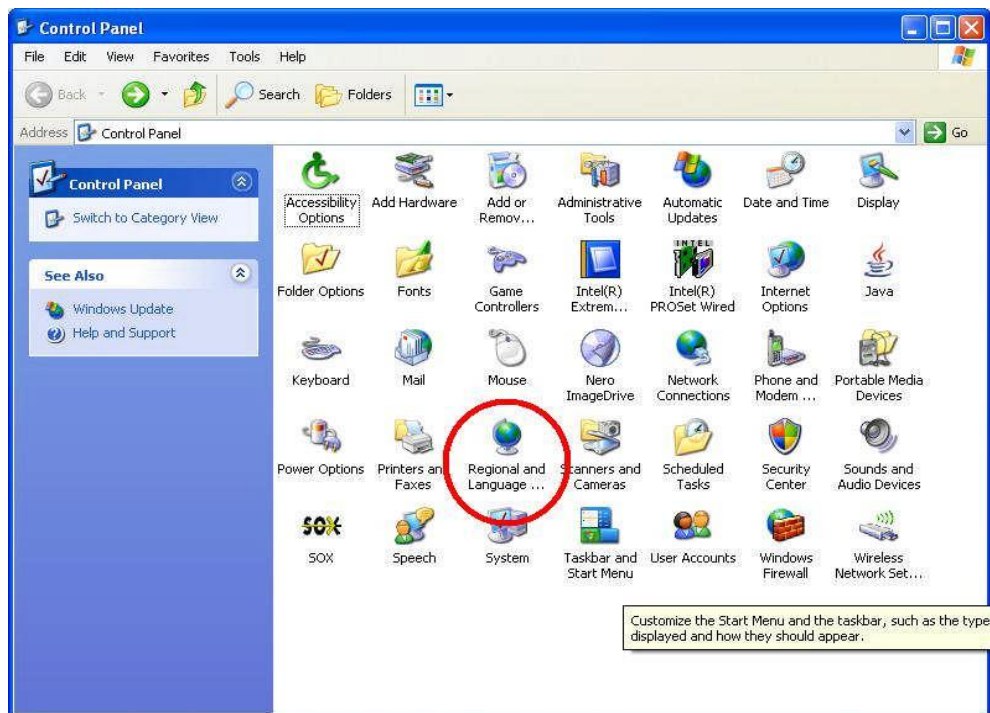 Control Panel
File Edit View Favorites Tools Help
Back Search Folders
Address Control Panel Go
Control Panel
Switch to Category View
See Also
Windows Update
Help and Support
Accessibility Options
Add Hardware
Add or Remov...
Administrative Tools
Automatic Updates
Date and Time
Display
Folder Options
Fonts
Game Controllers
Intel(R) Extrem...
INTEL
Intel(R) PROSet Wired
Internet Options
Java
Keyboard
Mail
Mouse
Nero ImageDrive
Network Connections
Phone and Modem ...
Portable Media Devices
Power Options
Printers an Faxes
Regional and Language ...
Scanners and Cameras
Scheduled Tasks
Security Center
Sounds and Audio Devices
SOX
SOX
Speech
System
Taskbar and Start Menu
User Accounts
Windows Firewall
Wireless Network Set...
Customize the Start Menu and the taskbar, such as the type
displayed and how they should appear.